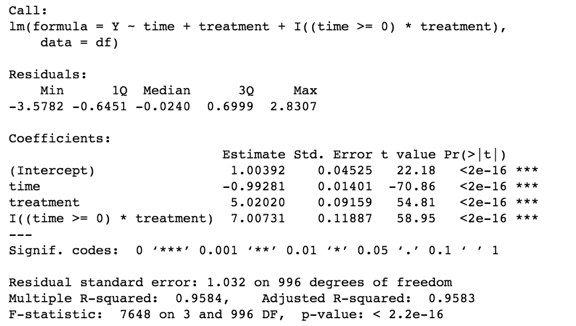 Call:
lm(formula = Y ~ time + treatment + I((time >= 0) * treatment),
    data = df)
Residuals:
    Min      1Q  Median      3Q     Max
-3.5782 -0.6451 -0.0240  0.6999  2.8307
Coefficients:
                            Estimate Std. Error t value Pr(>|t|)
(Intercept)                  1.00392    0.04525   22.18   <2e-16 ***
time                        -0.99281    0.01401  -70.86   <2e-16 ***
treatment                    5.02020    0.09159   54.81   <2e-16 ***
I((time >= 0) * treatment)   7.00731    0.11887   58.95   <2e-16 ***
---
Signif. codes:  0 ‘***’ 0.001 ‘**’ 0.01 ‘*’ 0.05 ‘.’ 0.1 ‘ ’ 1
Residual standard error: 1.032 on 996 degrees of freedom
Multiple R-squared:  0.9584,    Adjusted R-squared:  0.9583
F-statistic:  7648 on 3 and 996 DF,  p-value: < 2.2e-16